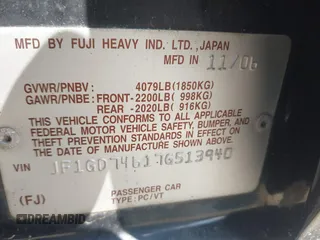 MFD BY FUJI HEAVY IND. LTD.,JAPAN
MFD IN 11/06
GVWR/PNBV: 4079LB(1850KG)
GAWR/PNBE: FRONT-2200LB( 998KG)
REAR -2020LB( 916KG)
THIS VEHICLE CONFORMS TO ALL APPLICABLE
FEDERAL MOTOR VEHICLE SAFETY, BUMPER, AND
THEFT PREVENTION STANDARDS IN EFFECT ON
THE DATE OF MANUFACTURE SHOWN ABOVE.
VIN
PASSENGER CAR
(FJ) TYPE: PC/VT
DREAMBID